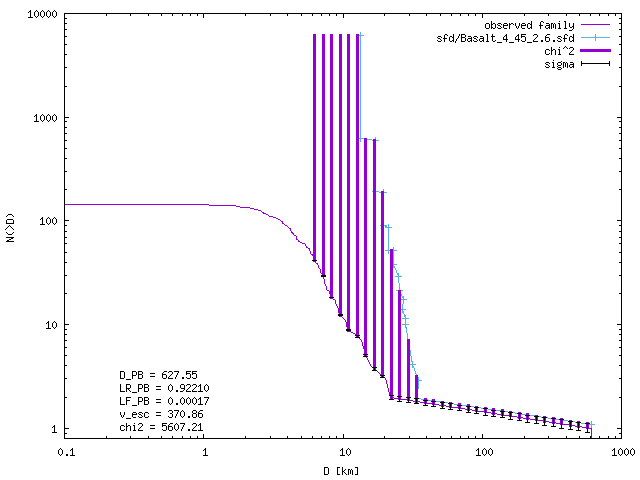 10000
1000
100
10
1
N(>D)
observed family
sfd/Basalt_4_45_2.6.sfd
chi^2
sigma
D_PB = 627.55
LR_PB = 0.92210
LF_PB = 0.00017
v_esc = 370.86
chi2 = 5607.21
0.1 1 10 100 1000
D [km]